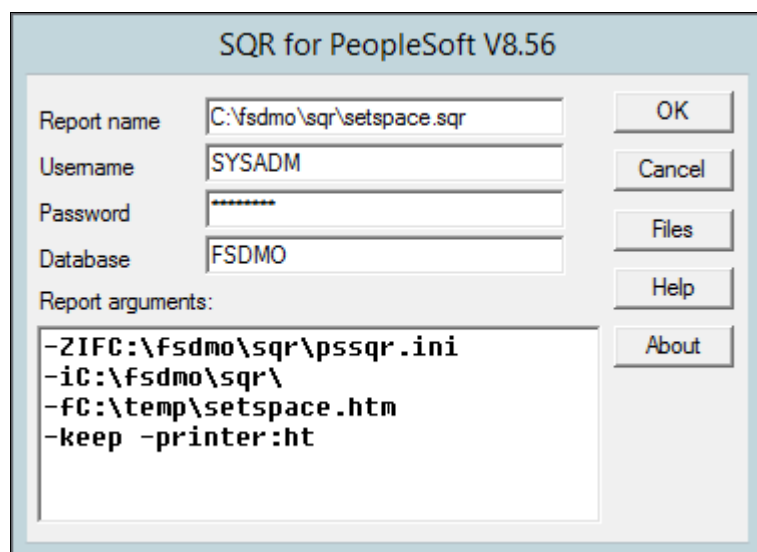 SQR for PeopleSoft V8.56
Report name C:\fsdmo\sqr\setspace.sqr OK
Username SYSADM Cancel
Password ********
Files
Database FSDMO
Help
Report arguments:
About
-ZIFC:\fsdmo\sqr\pssqr.ini
-iC:\fsdmo\sqr\
-fC:\temp\setspace.htm
-keep -printer:ht